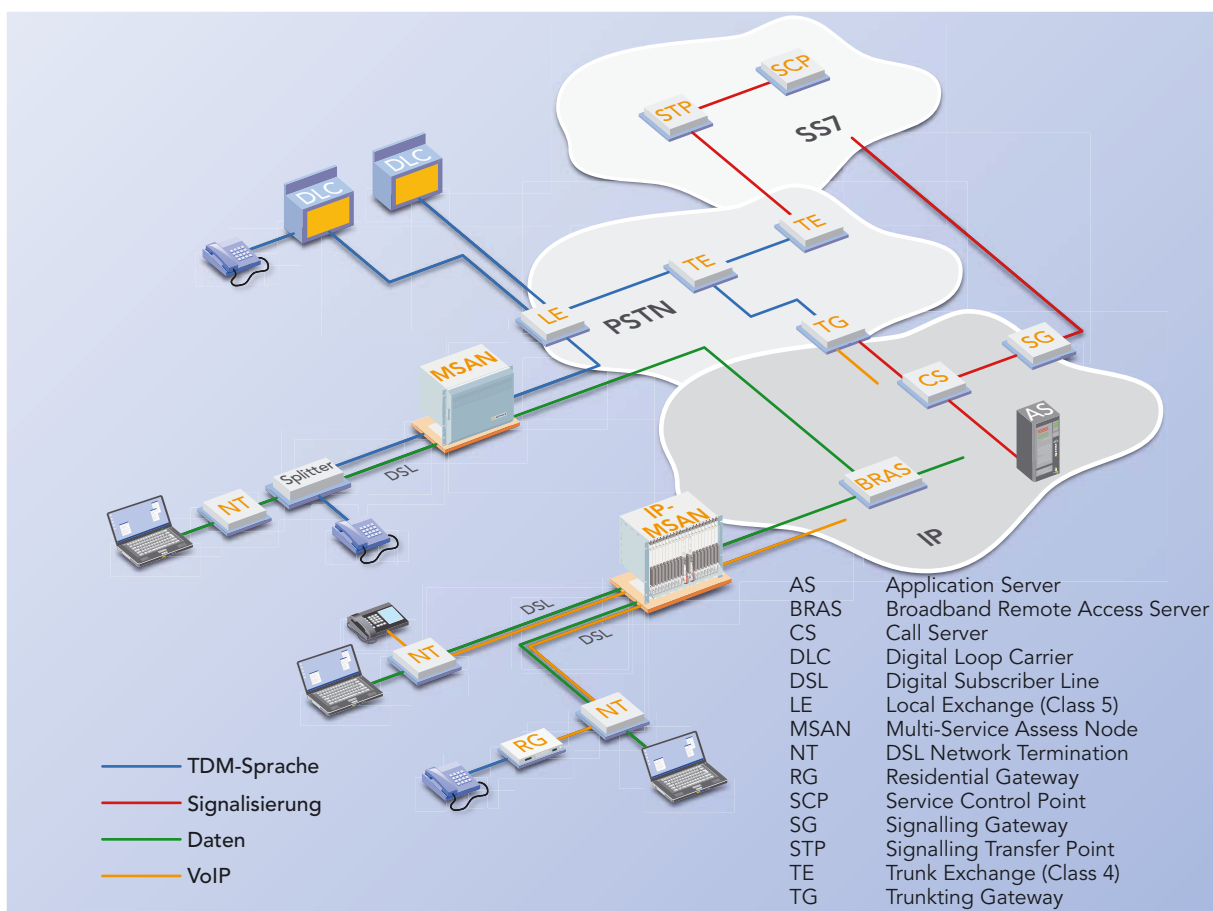 SCP
STP
SS7
DLC
DLC
TE
TE
LE
PSTN
TG
SG
MSAN
CS
AS
Splitter
DSL
NT
BRAS
IP-
MSAN
IP
DSL
DSL
NT
NT
RG
TDM-Sprache
Signalisierung
Daten
VoIP
AS Application Server
BRAS Broadband Remote Access Server
CS Call Server
DLC Digital Loop Carrier
DSL Digital Subscriber Line
LE Local Exchange (Class 5)
MSAN Multi-Service Assess Node
NT DSL Network Termination
RG Residential Gateway
SCP Service Control Point
SG Signalling Gateway
STP Signalling Transfer Point
TE Trunk Exchange (Class 4)
TG Trunkting Gateway